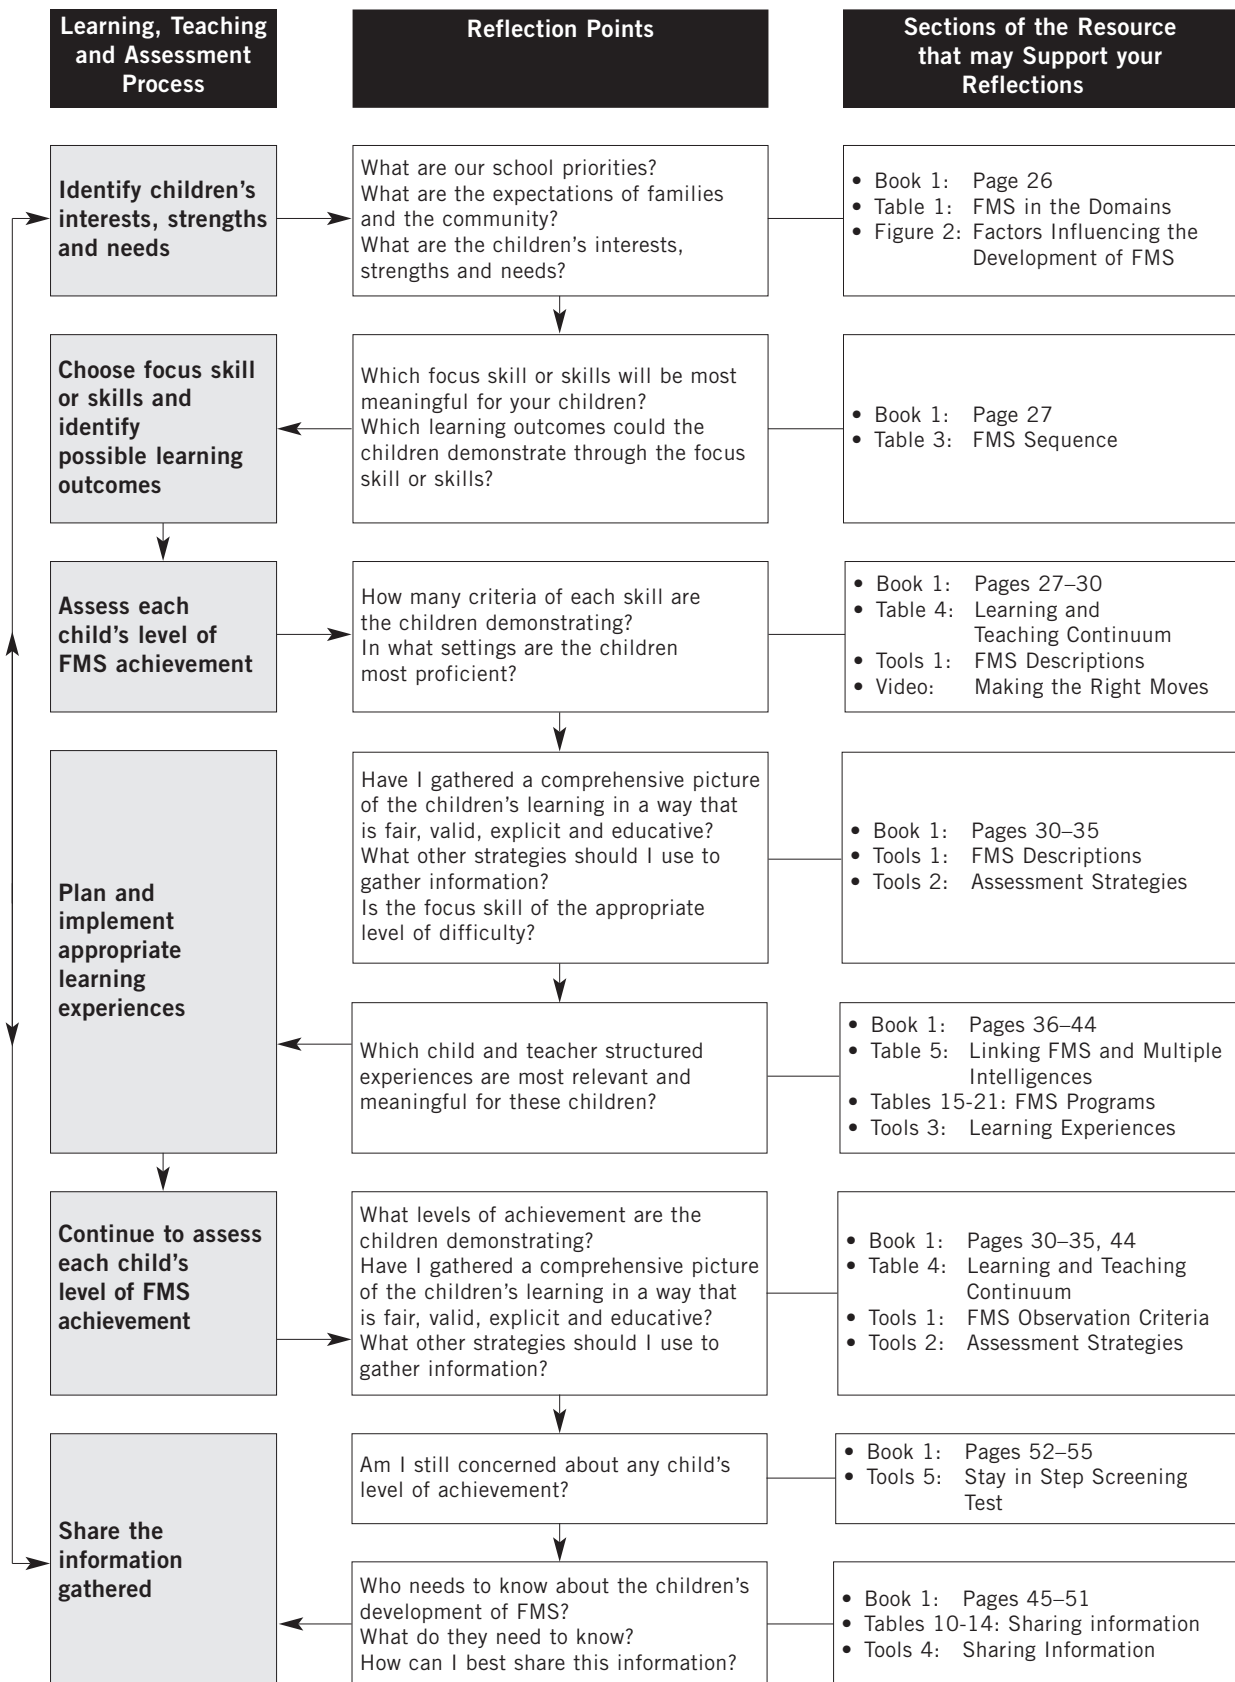 Learning, Teaching
and Assessment
Process
Reflection Points
Sections of the Resource
that may Support your
Reflections
Identify children's
interests, strengths
and needs
What are our school priorities?
What are the expectations of families
and the community?
What are the children's interests,
strengths and needs?
• Book 1: Page 26
• Table 1: FMS in the Domains
• Figure 2: Factors Influencing the
Development of FMS
Choose focus skill
or skills and
identify
possible learning
outcomes
Which focus skill or skills will be most
meaningful for your children?
Which learning outcomes could the
children demonstrate through the focus
skill or skills?
• Book 1: Page 27
• Table 3: FMS Sequence
Assess each
child's level of
FMS achievement
How many criteria of each skill are
the children demonstrating?
In what settings are the children
most proficient?
• Book 1: Pages 27–30
• Table 4: Learning and
Teaching Continuum
• Tools 1: FMS Descriptions
• Video: Making the Right Moves
Plan and
implement
appropriate
learning
experiences
Have I gathered a comprehensive picture
of the children's learning in a way that
is fair, valid, explicit and educative?
What other strategies should I use to
gather information?
Is the focus skill of the appropriate
level of difficulty?
• Book 1: Pages 30–35
• Tools 1: FMS Descriptions
• Tools 2: Assessment Strategies
Which child and teacher structured
experiences are most relevant and
meaningful for these children?
• Book 1: Pages 36–44
• Table 5: Linking FMS and Multiple
Intelligences
• Tables 15-21: FMS Programs
• Tools 3: Learning Experiences
Continue to assess
each child's
level of FMS
achievement
What levels of achievement are the
children demonstrating?
Have I gathered a comprehensive picture
of the children's learning in a way that
is fair, valid, explicit and educative?
What other strategies should I use to
gather information?
• Book 1: Pages 30–35, 44
• Table 4: Learning and Teaching
Continuum
• Tools 1: FMS Observation Criteria
• Tools 2: Assessment Strategies
Share the
information
gathered
Am I still concerned about any child's
level of achievement?
• Book 1: Pages 52–55
• Tools 5: Stay in Step Screening
Test
Who needs to know about the children's
development of FMS?
What do they need to know?
How can I best share this information?
• Book 1: Pages 45–51
• Tables 10-14: Sharing information
• Tools 4: Sharing Information